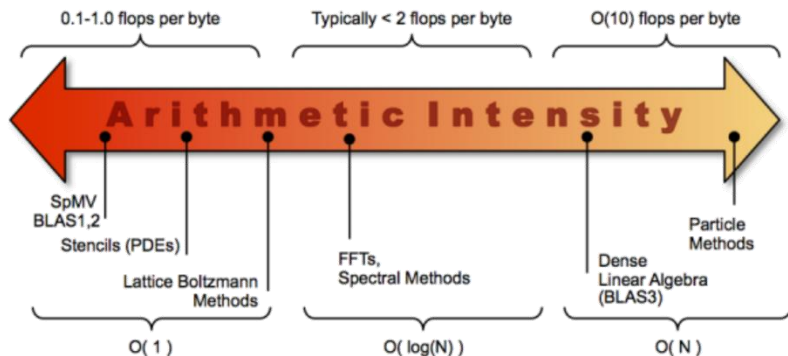 0.1-1.0 flops per byte
Typically < 2 flops per byte
O(10) flops per byte
Arithmetic Intensity
SpMV
BLAS1,2
Stencils (PDEs)
Lattice Boltzmann
Methods
FFTs,
Spectral Methods
Dense
Linear Algebra
(BLAS3)
Particle
Methods
O( 1 )
O( log(N) )
O( N )